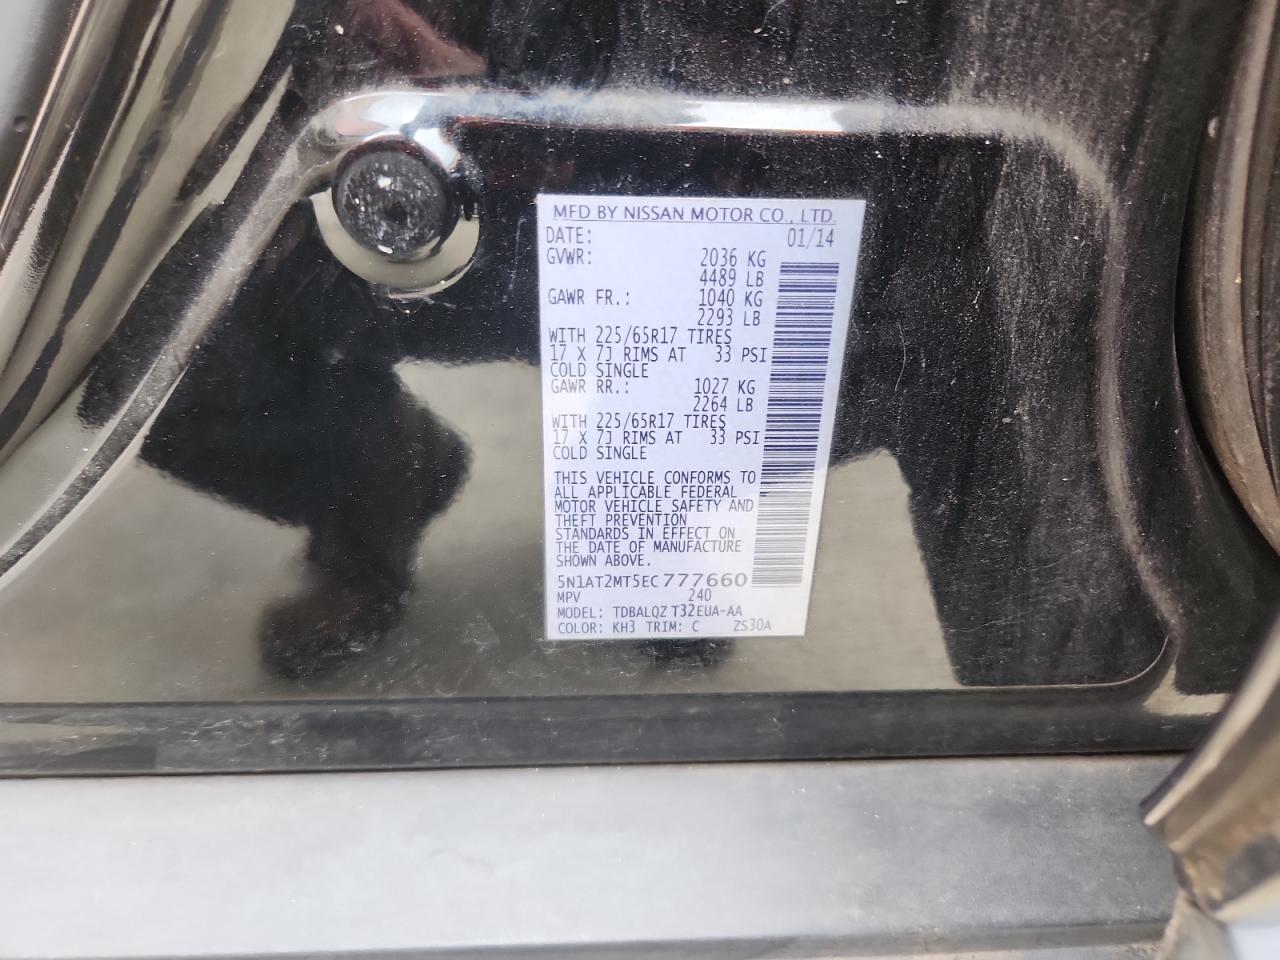 MFD BY NISSAN MOTOR CO., LTD.
DATE: 01/14
GVWR: 2036 KG
4489 LB
GAWR FR.: 1040 KG
2293 LB
WITH 225/65R17 TIRES
17 X 7J RIMS AT 33 PSI
COLD SINGLE
GAWR RR.: 1027 KG
2264 LB
WITH 225/65R17 TIRES
17 X 7J RIMS AT 33 PSI
COLD SINGLE
THIS VEHICLE CONFORMS TO
ALL APPLICABLE FEDERAL
MOTOR VEHICLE SAFETY AND
THEFT PREVENTION
STANDARDS IN EFFECT ON
THE DATE OF MANUFACTURE
SHOWN ABOVE.
5N1AT2MT5EC777660
MPV 240
MODEL: TDBALQZ T32EUA-AA
COLOR: KH3 TRIM: C ZS30A